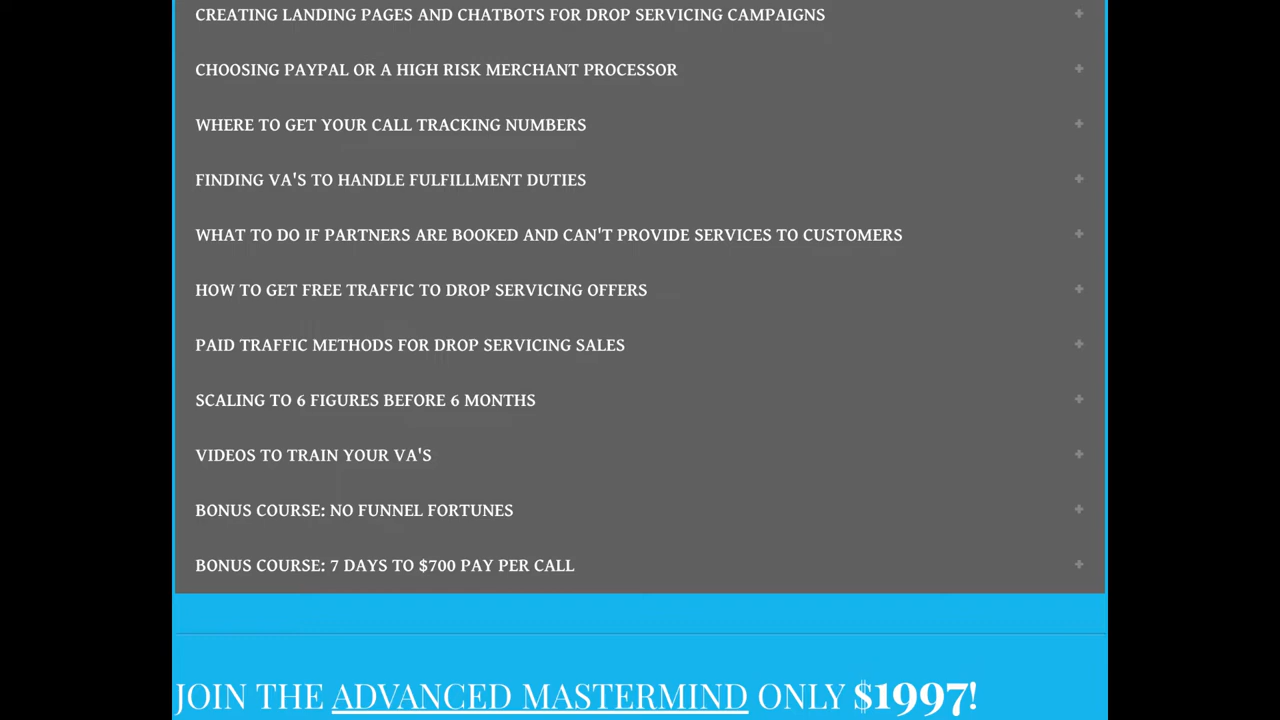 CREATING LANDING PAGES AND CHATBOTS FOR DROP SERVICING CAMPAIGNS +
CHOOSING PAYPAL OR A HIGH RISK MERCHANT PROCESSOR +
WHERE TO GET YOUR CALL TRACKING NUMBERS +
FINDING VA'S TO HANDLE FULFILLMENT DUTIES +
WHAT TO DO IF PARTNERS ARE BOOKED AND CAN'T PROVIDE SERVICES TO CUSTOMERS +
HOW TO GET FREE TRAFFIC TO DROP SERVICING OFFERS +
PAID TRAFFIC METHODS FOR DROP SERVICING SALES +
SCALING TO 6 FIGURES BEFORE 6 MONTHS +
VIDEOS TO TRAIN YOUR VA'S +
BONUS COURSE: NO FUNNEL FORTUNES +
BONUS COURSE: 7 DAYS TO $700 PAY PER CALL +
JOIN THE ADVANCED MASTERMIND ONLY $1997!